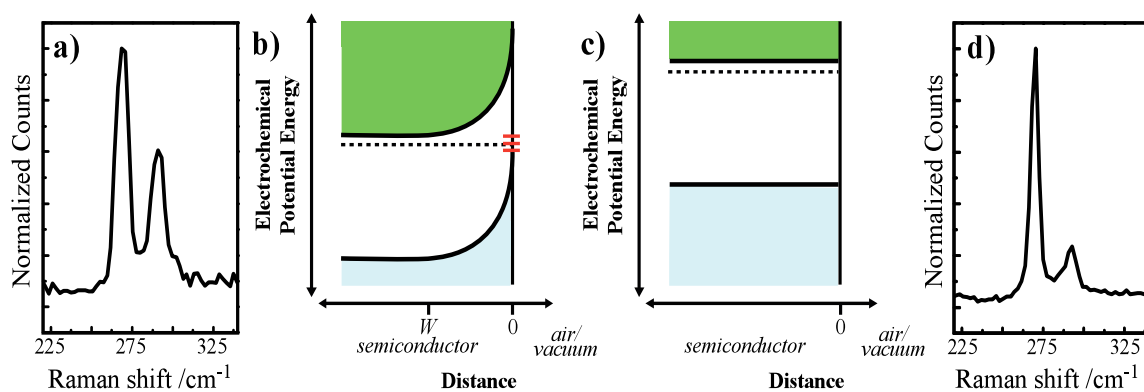 a)
Normalized Counts
225 275 325
Raman shift /cm-1
b)
Electrochemical
Potential Energy
W
0
semiconductor
air/
vacuum
Distance
c)
Electrochemical
Potential Energy
0
semiconductor
air/
vacuum
Distance
d)
Normalized Counts
225 275 325
Raman shift /cm-1